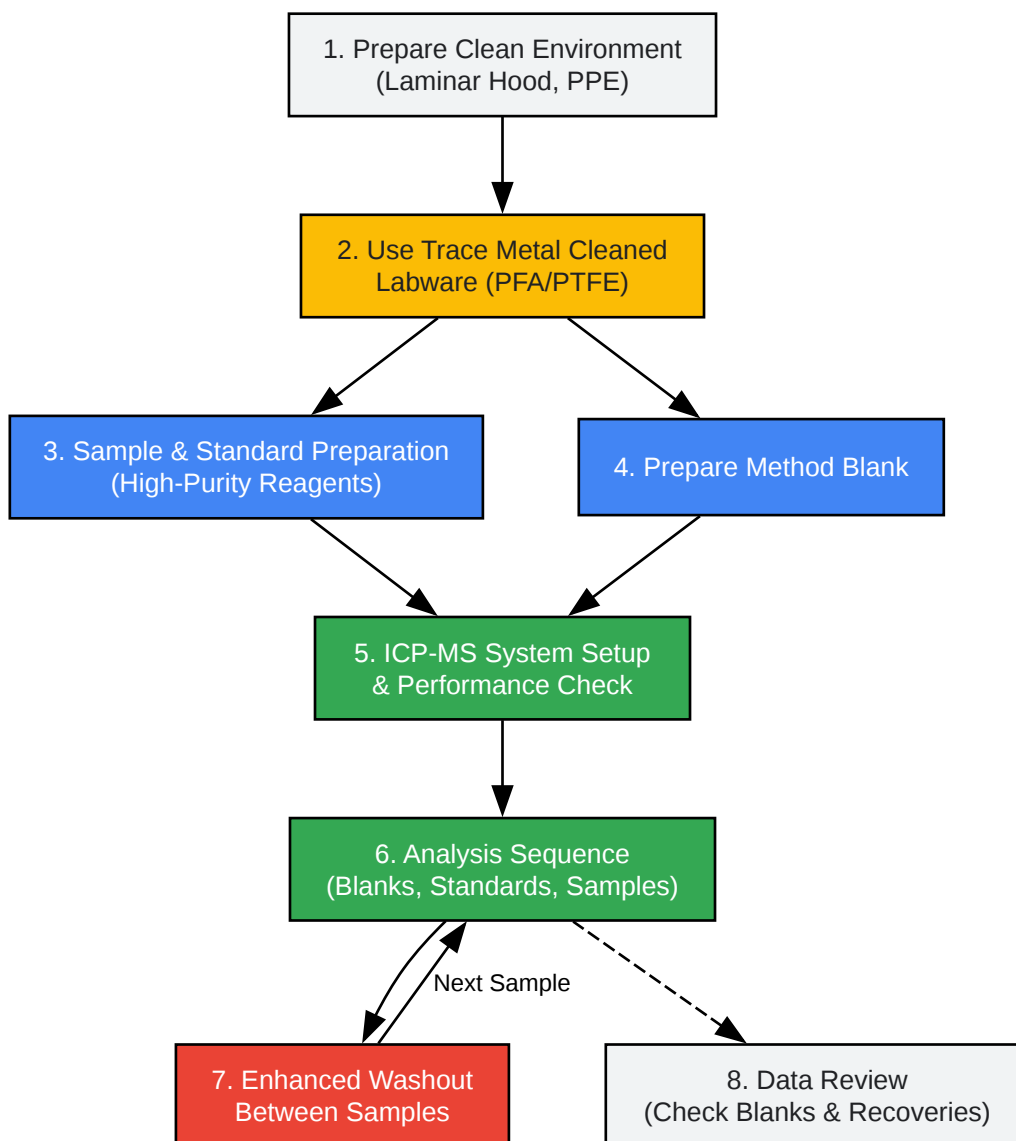 1. Prepare Clean Environment
(Laminar Hood, PPE)
2. Use Trace Metal Cleaned
Labware (PFA/PTFE)
3. Sample & Standard Preparation
(High-Purity Reagents)
4. Prepare Method Blank
5. ICP-MS System Setup
& Performance Check
6. Analysis Sequence
(Blanks, Standards, Samples)
Next Sample
7. Enhanced Washout
Between Samples
8. Data Review
(Check Blanks & Recoveries)